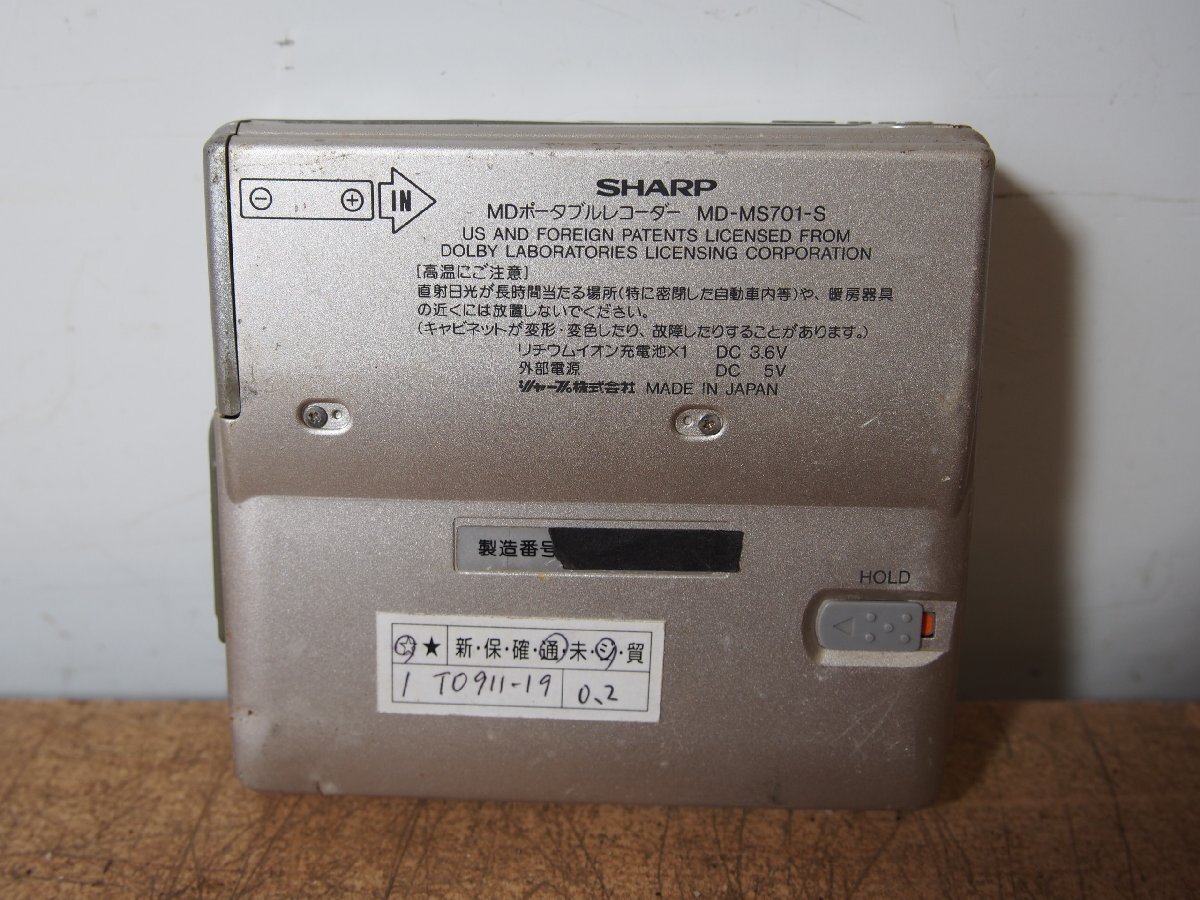 ⊖ ⊕ IN
SHARP
MDポータブルレコーダー MD-MS701-S
US AND FOREIGN PATENTS LICENSED FROM
DOLBY LABORATORIES LICENSING CORPORATION
[高温にご注意]
直射日光が長時間当たる場所(特に密閉した自動車内等)や、暖房器具
の近くには放置しないでください。
(キャビネットが変形・変色したり、故障したりすることがあります。)
リチウムイオン充電池×1 DC 3.6V
外部電源 DC 5V
シャープ株式会社 MADE IN JAPAN
製造番号
HOLD
☆★ 新・保・確・通・未・シ・貿
1 T0911-19 0.2